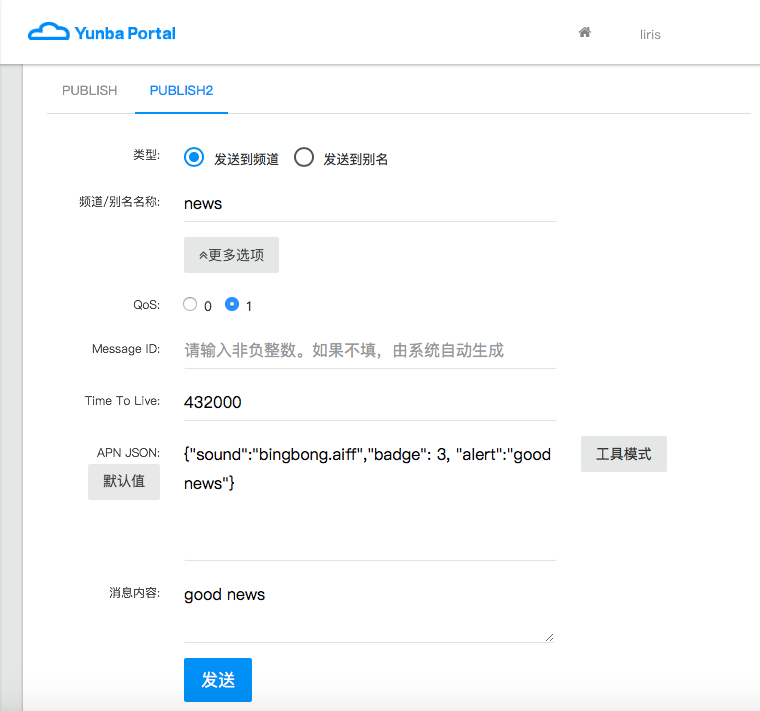 Yunba Portal
liris
PUBLISH PUBLISH2
类型: 发送到频道 发送到别名
频道/别名名称: news
更多选项
QoS: 0 1
Message ID: 请输入非负整数。如果不填，由系统自动生成
Time To Live: 432000
APN JSON: {"sound":"bingbong.aiff","badge": 3, "alert":"good
news"}
工具模式
默认值
消息内容: good news
发送